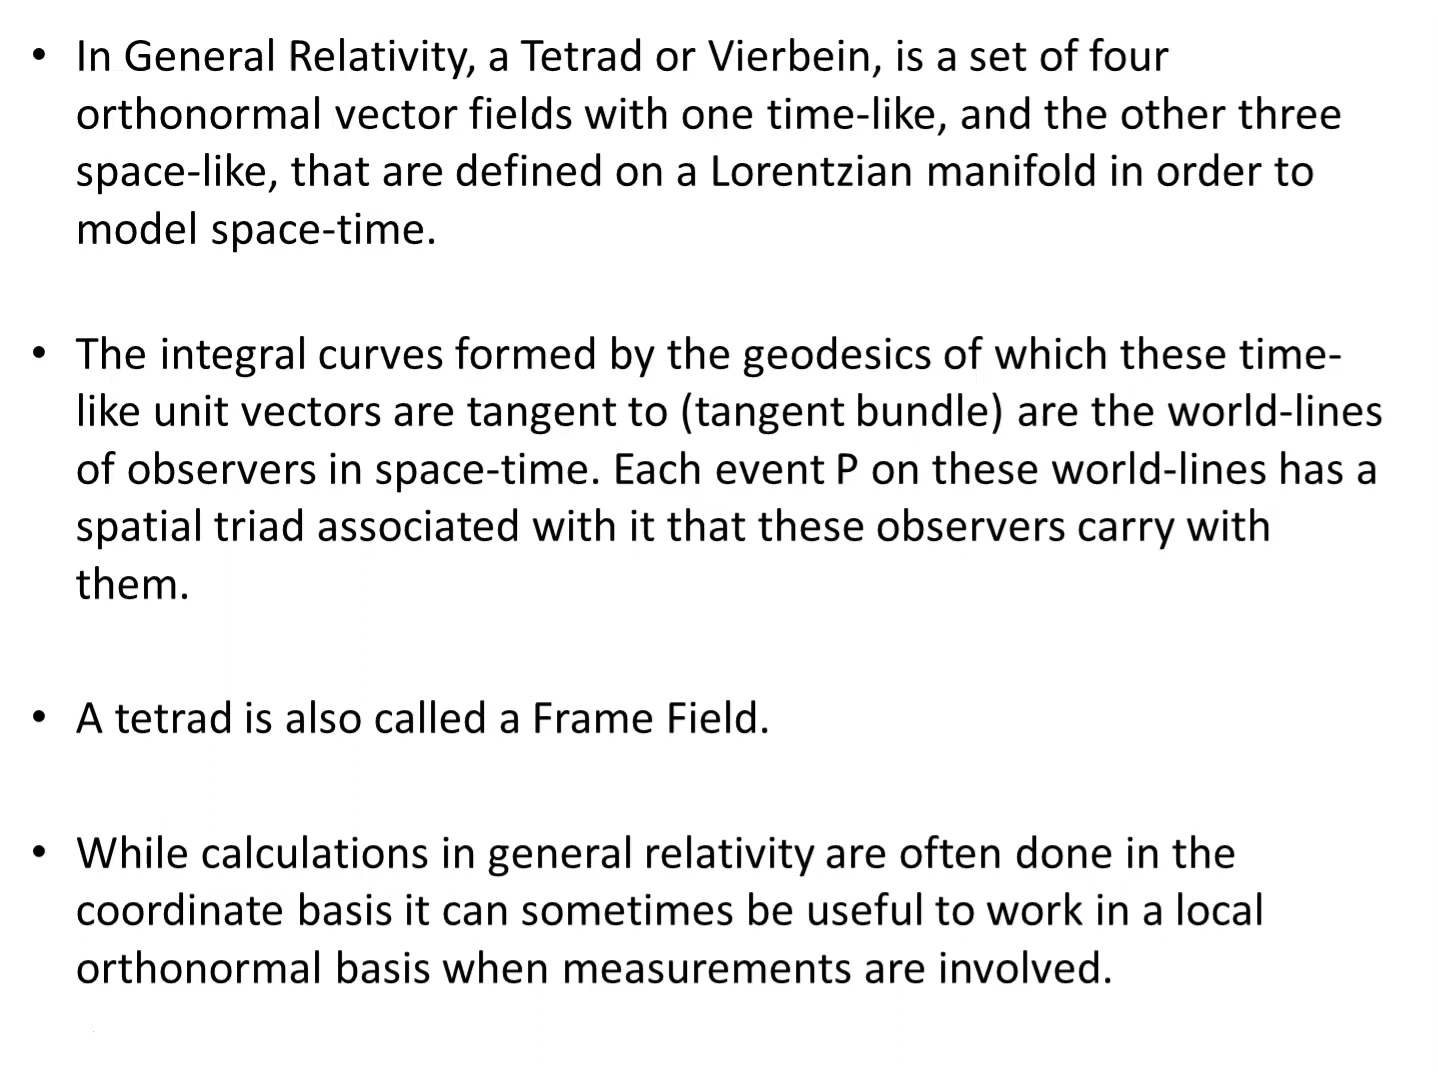 • In General Relativity, a Tetrad or Vierbein, is a set of four
orthonormal vector fields with one time-like, and the other three
space-like, that are defined on a Lorentzian manifold in order to
model space-time.
• The integral curves formed by the geodesics of which these time-
like unit vectors are tangent to (tangent bundle) are the world-lines
of observers in space-time. Each event P on these world-lines has a
spatial triad associated with it that these observers carry with
them.
• A tetrad is also called a Frame Field.
• While calculations in general relativity are often done in the
coordinate basis it can sometimes be useful to work in a local
orthonormal basis when measurements are involved.